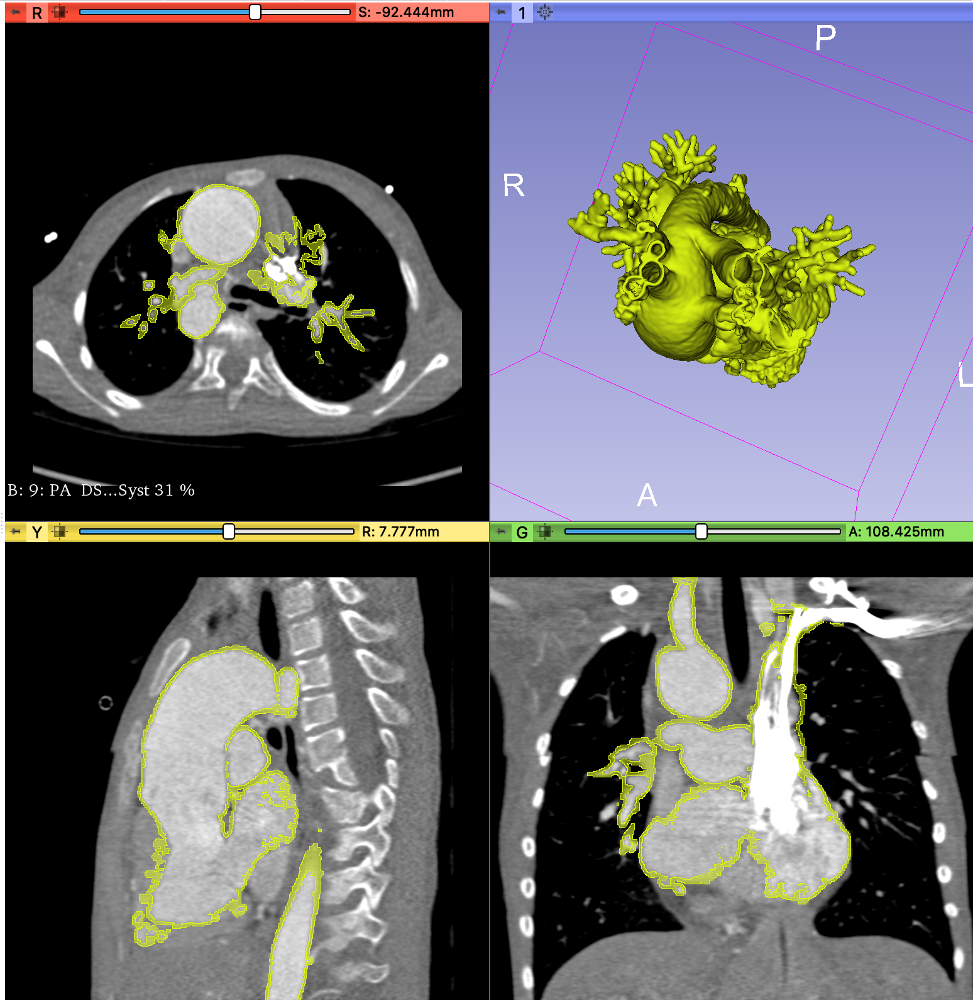 R S: -92.444mm
1
P
R
L
A
B: 9: PA DS...Syst 31 %
Y R: 7.777mm
G A: 108.425mm